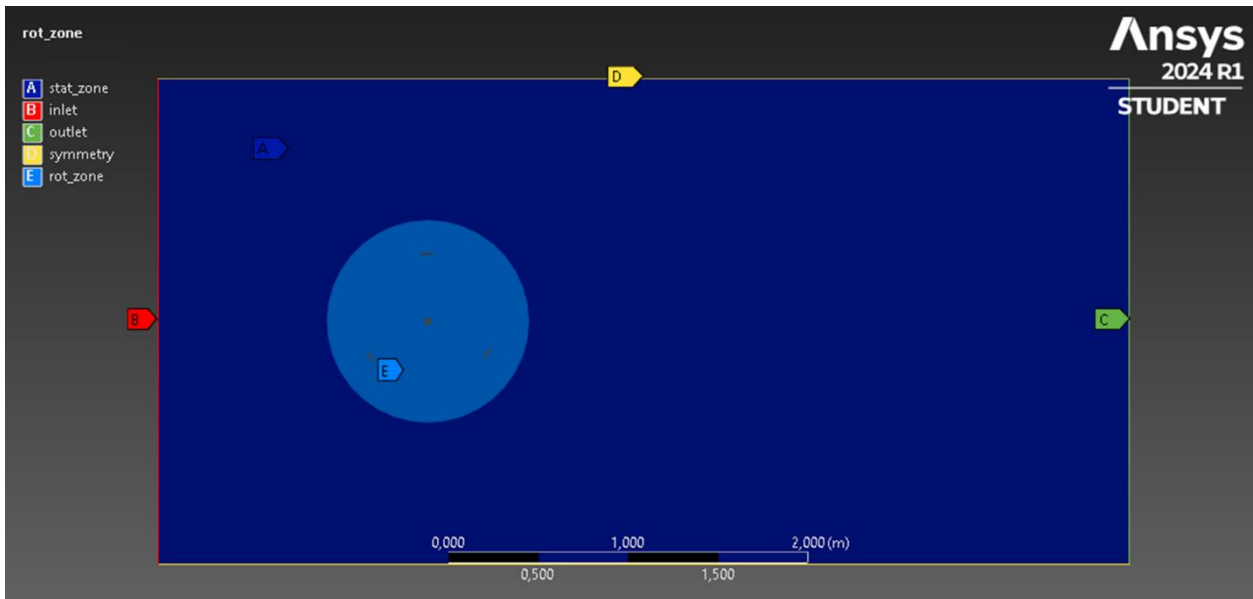 rot_zone
Ansys
2024 R1
STUDENT
A stat_zone
B inlet
C outlet
D symmetry
E rot_zone
D
A
B
C
E
0,000 1,000 2,000 (m)
0,500 1,500